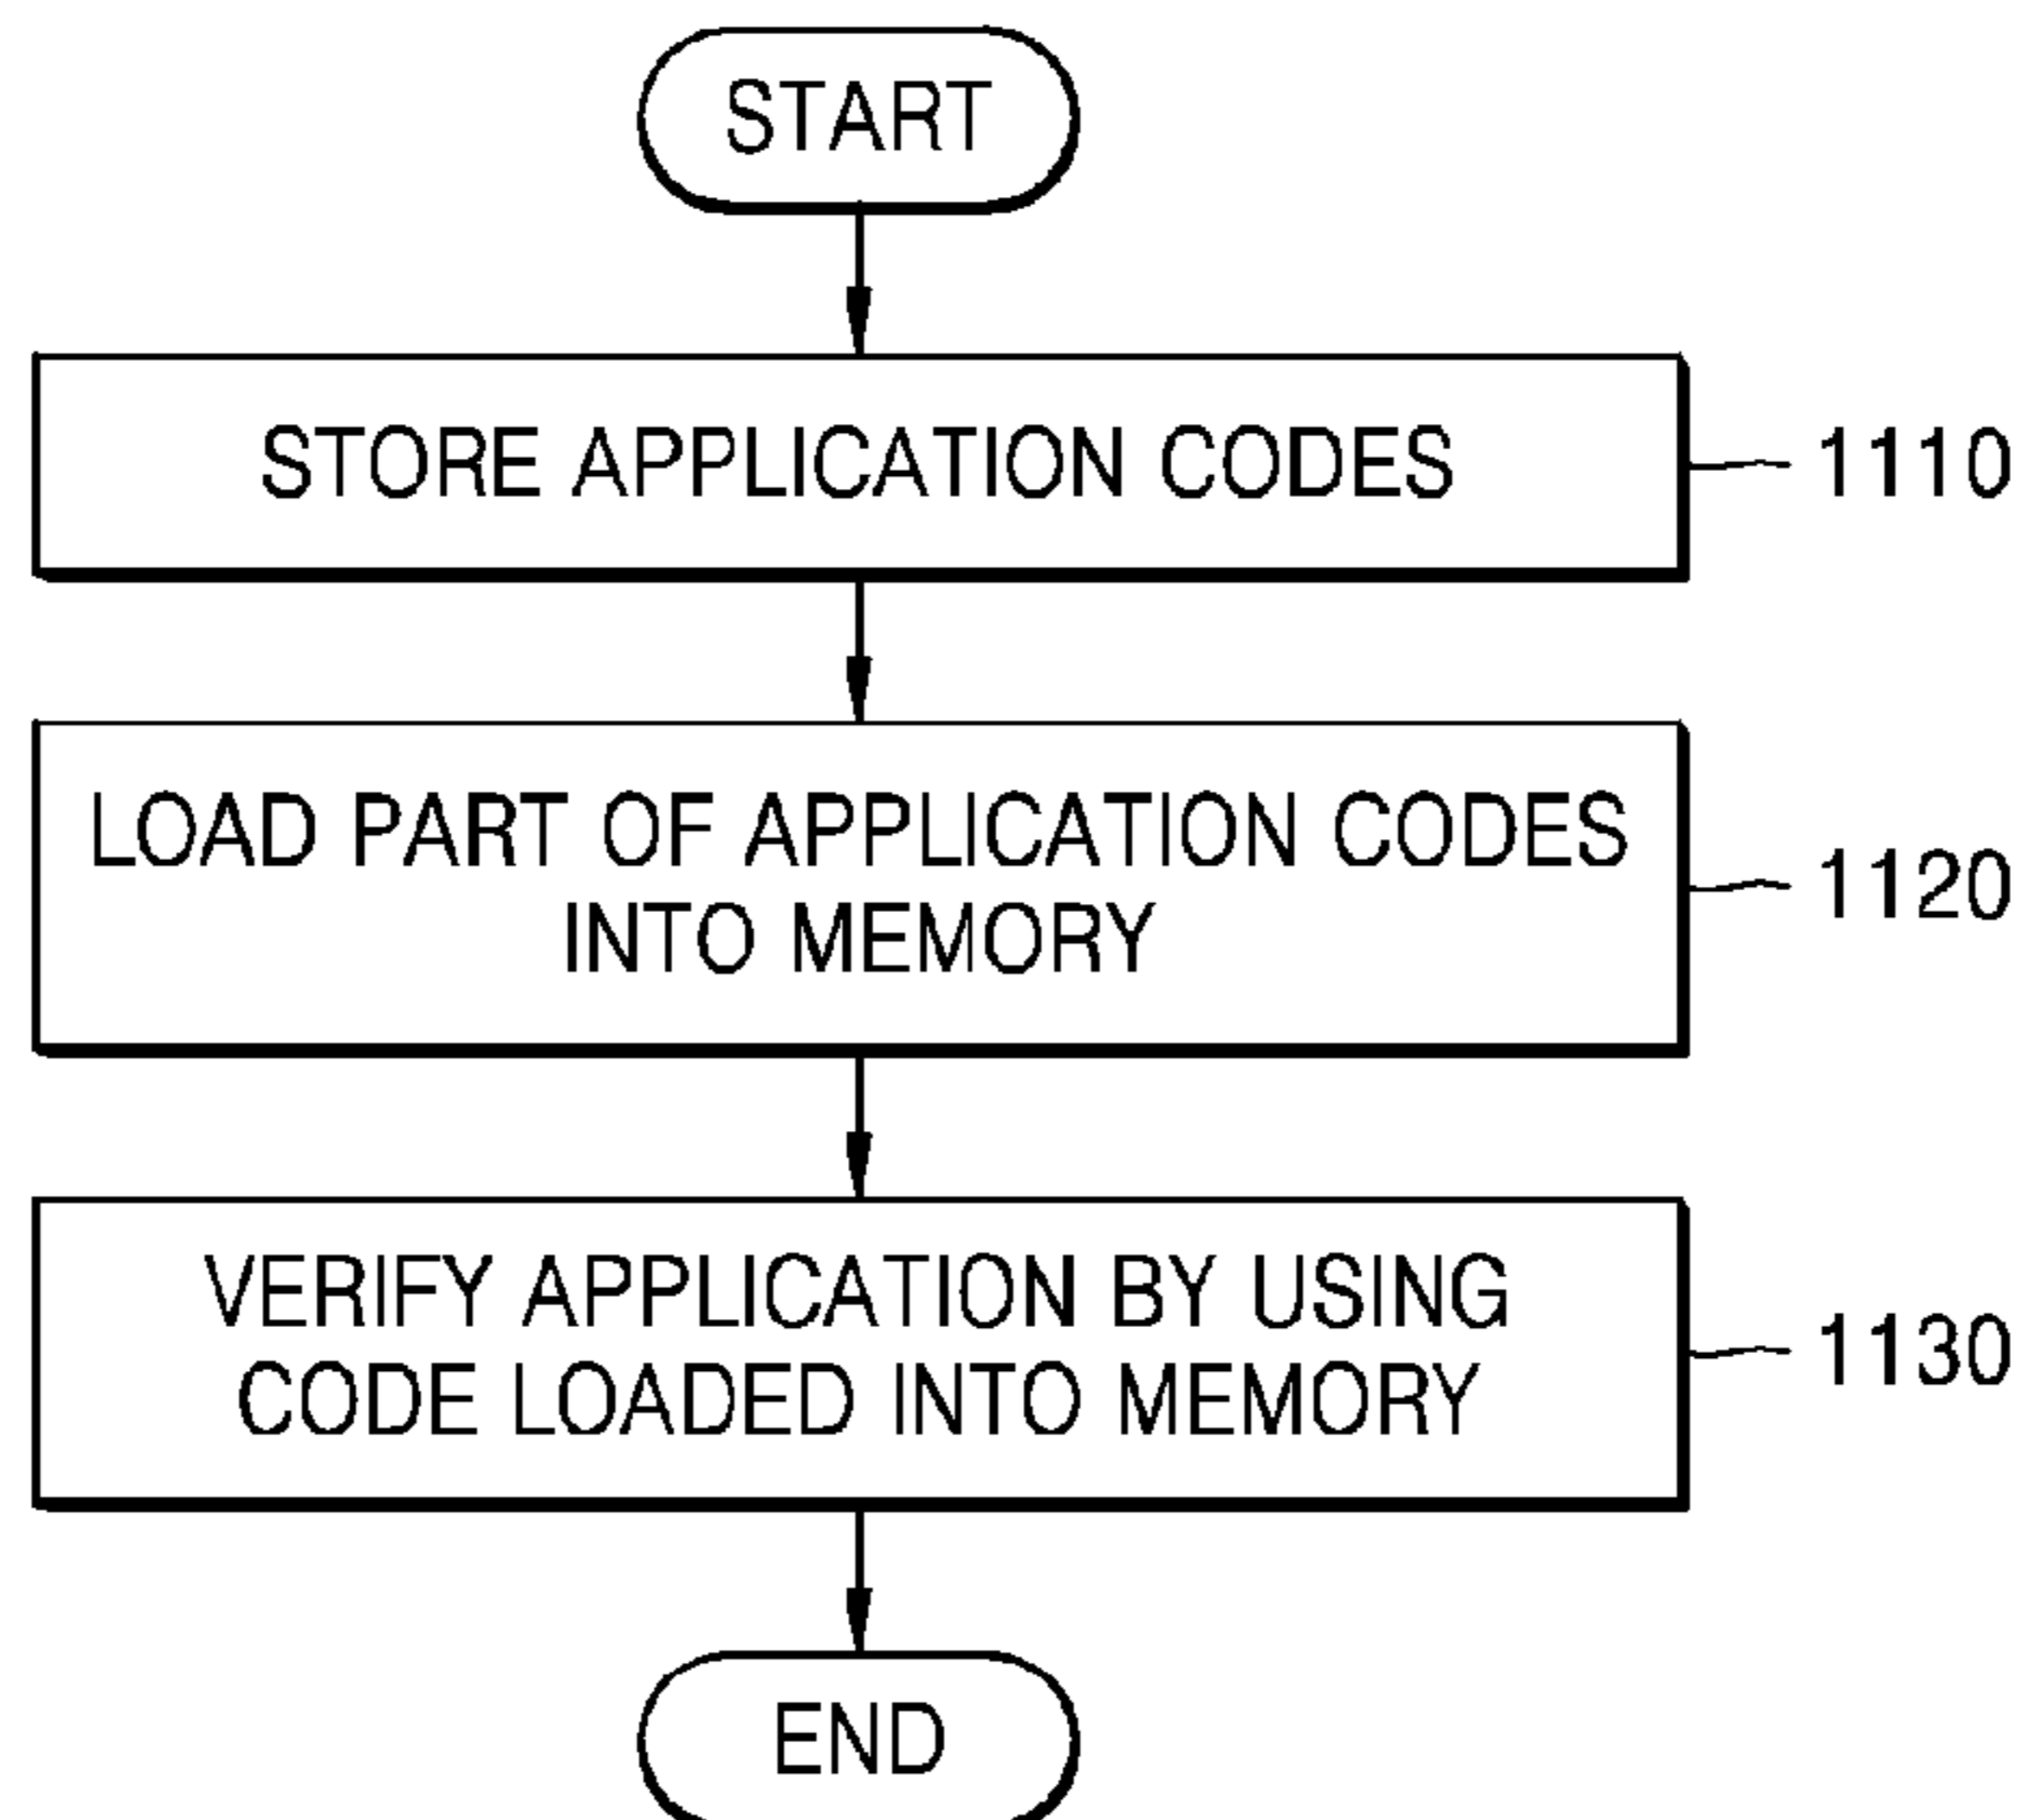 START
STORE APPLICATION CODES
1110
LOAD PART OF APPLICATION CODES
INTO MEMORY
1120
VERIFY APPLICATION BY USING
CODE LOADED INTO MEMORY
1130
END